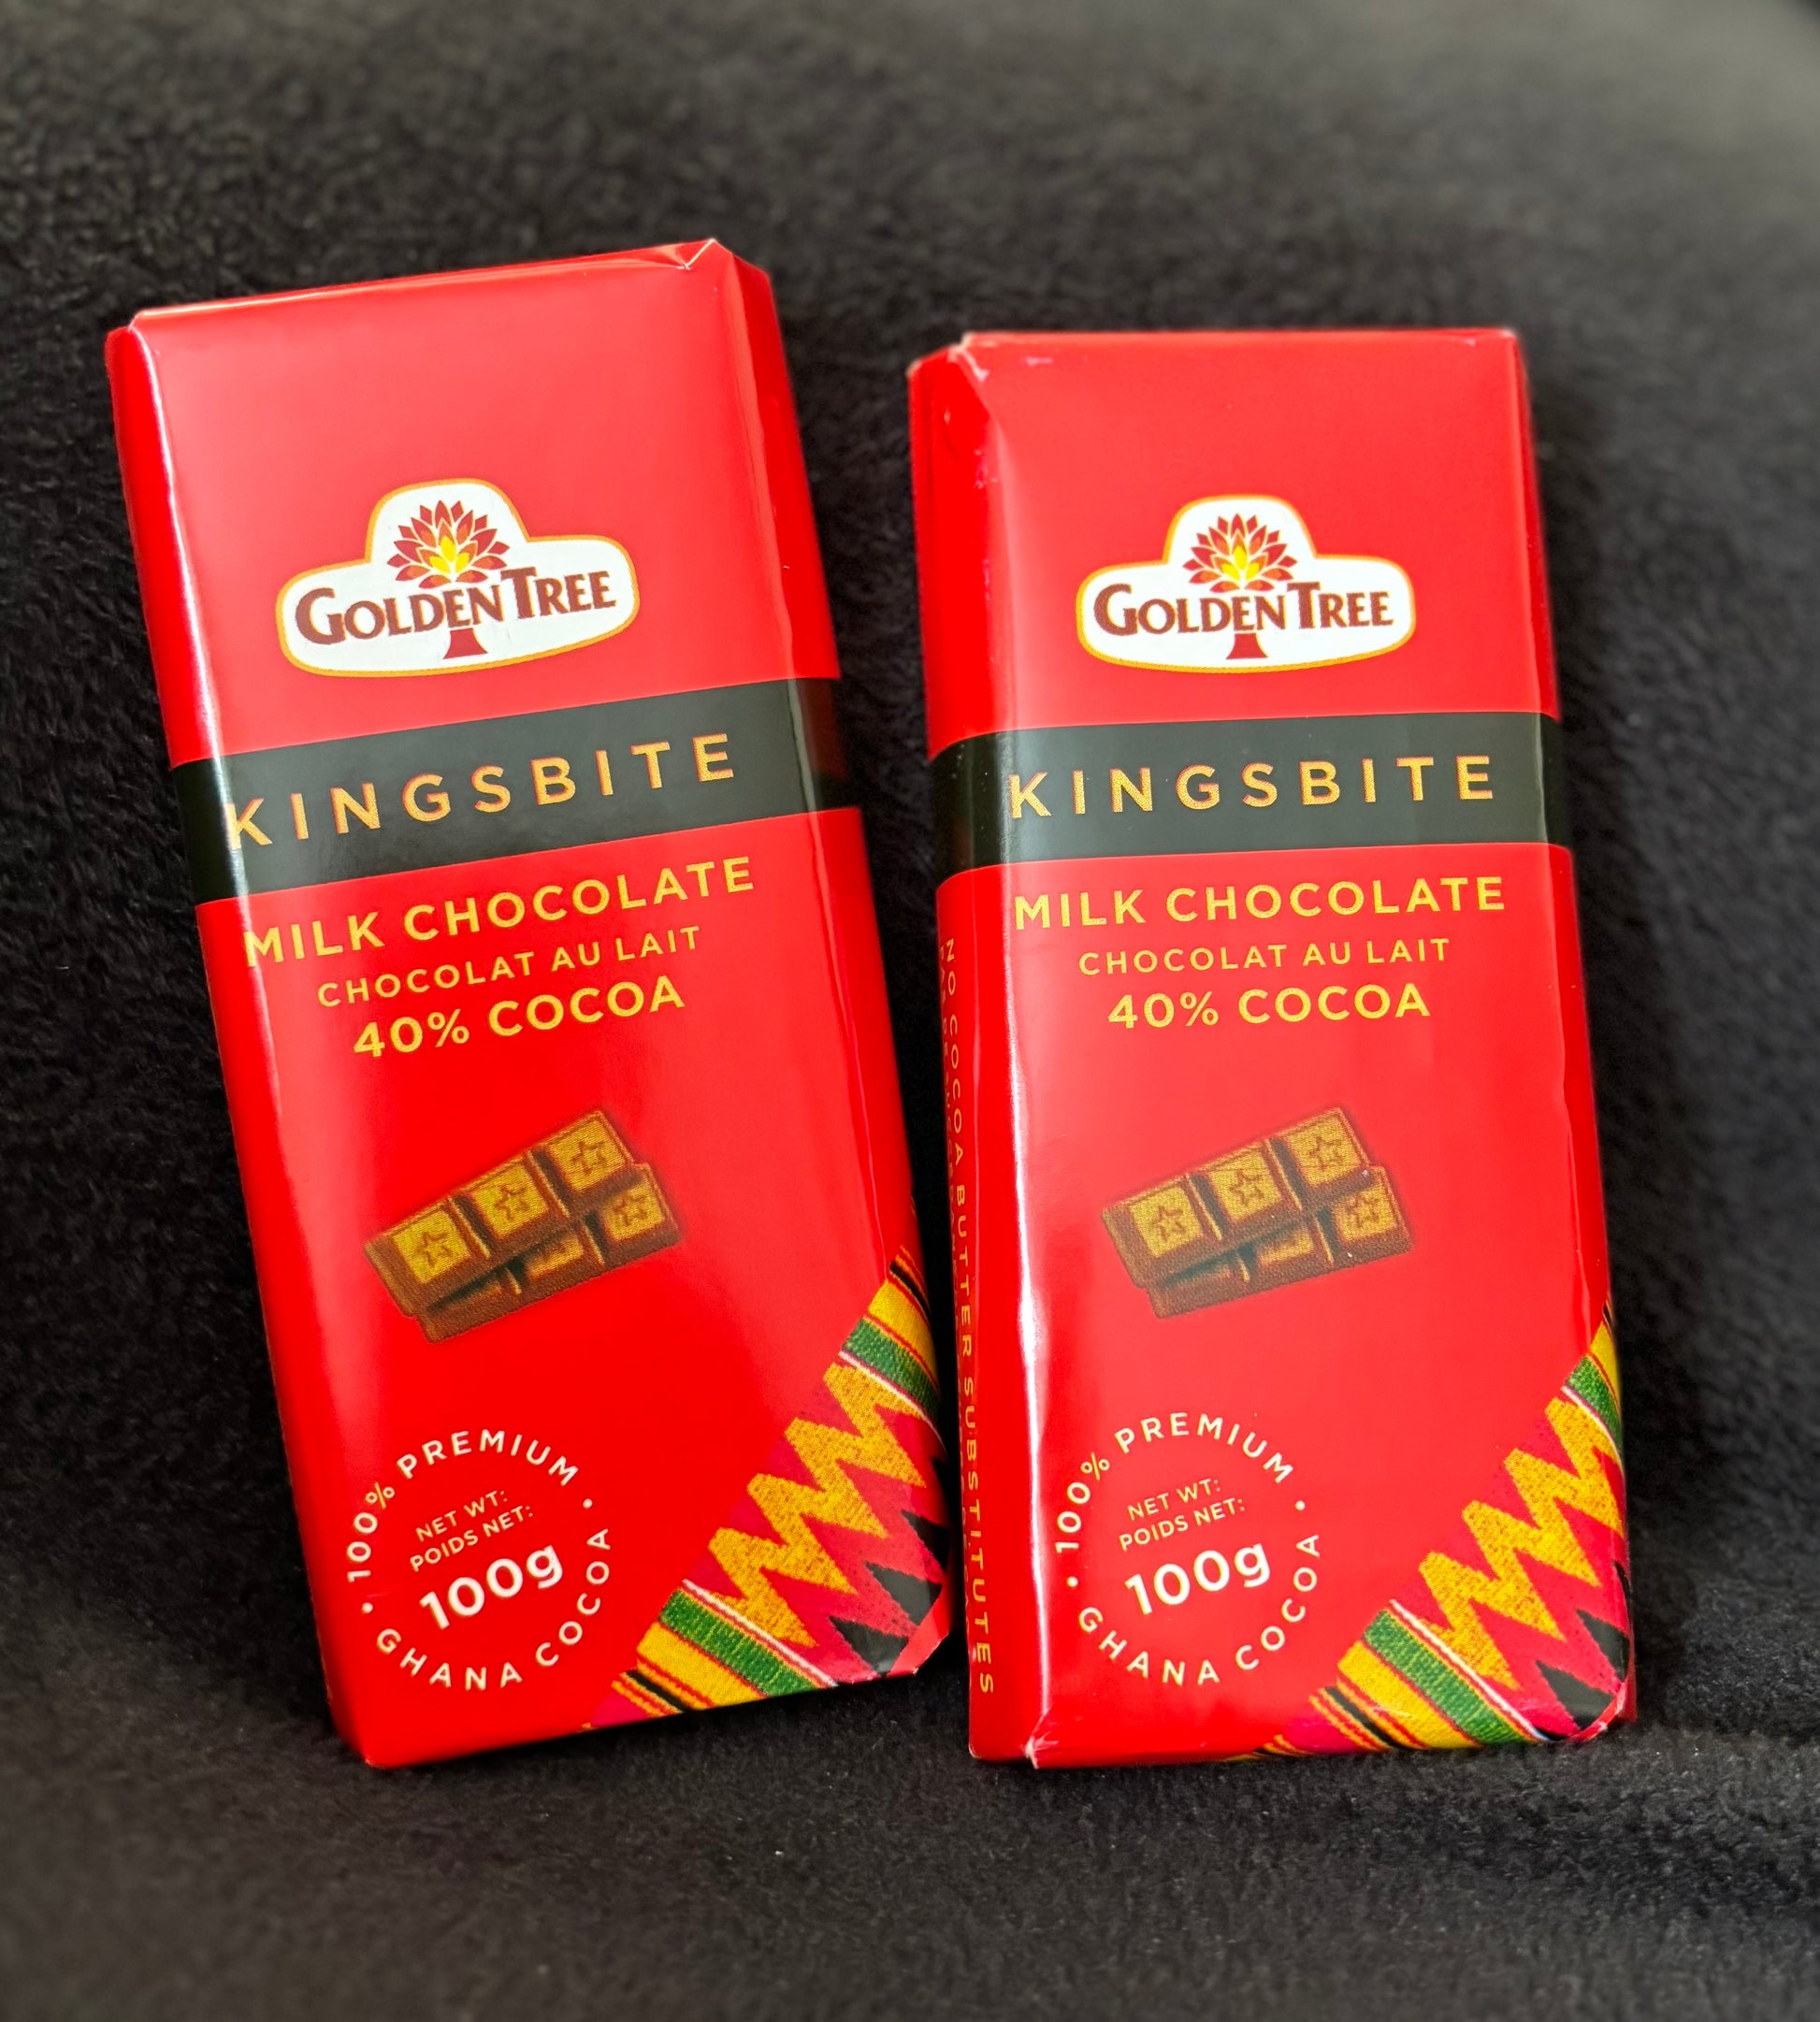 GOLDEN TREE
KINGSBITE
MILK CHOCOLATE
CHOCOLAT AU LAIT
40% COCOA
• 100% PREMIUM •
NET WT:
POIDS NET:
100g
GHANA COCOA
GOLDEN TREE
KINGSBITE
MILK CHOCOLATE
CHOCOLAT AU LAIT
40% COCOA
• 100% PREMIUM •
NET WT:
POIDS NET:
100g
GHANA COCOA
NO COCOA BUTTER SUBSTITUTES